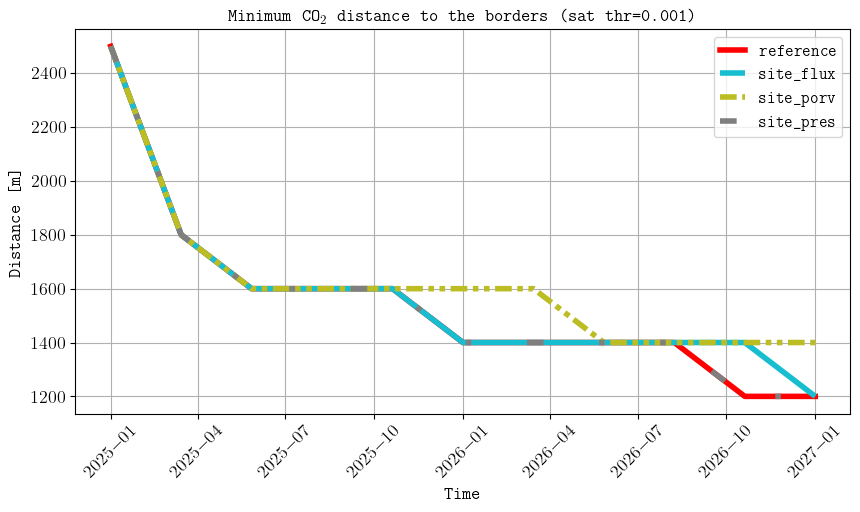 Minimum CO₂ distance to the borders (sat thr=0.001)
reference
site_flux
site_porv
site_pres
Distance [m]
2400
2200
2000
1800
1600
1400
1200
2025−01
2025−04
2025−07
2025−10
2026−01
2026−04
2026−07
2026−10
2027−01
Time